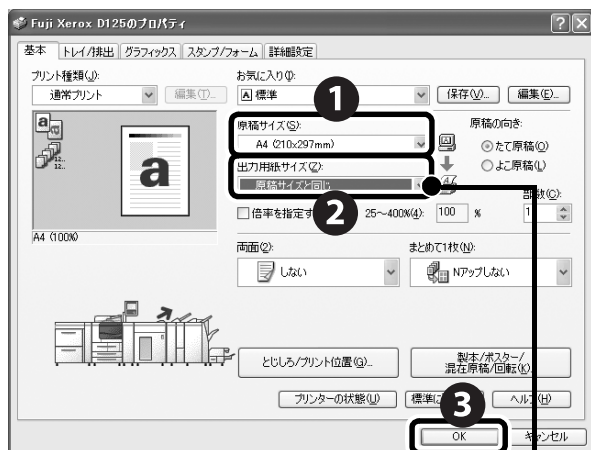 Fuji Xerox D125のプロパティ
基本 トレイ/排出 グラフィックス スタンプ/フォーム 詳細設定
プリント種類(J): お気に入り(I):
通常プリント 編集(T)... A 標準 保存(V)... 編集(E)...
1
原稿サイズ(S): 原稿の向き:
A4 (210x297mm) たて原稿(O)
出力用紙サイズ(Z): よこ原稿(L)
原稿サイズと同じ
2
部数(C):
倍率を指定す 25～400%(4): 100 % 1
a
A4 (100%)
両面(2): まとめて1枚(N):
しない Nアップしない
とじしろ/プリント位置(G)... 製本/ポスター/
混在原稿/回転(K)
プリンターの状態(U) 標準に ヘルプ(H)
3
OK キャンセル